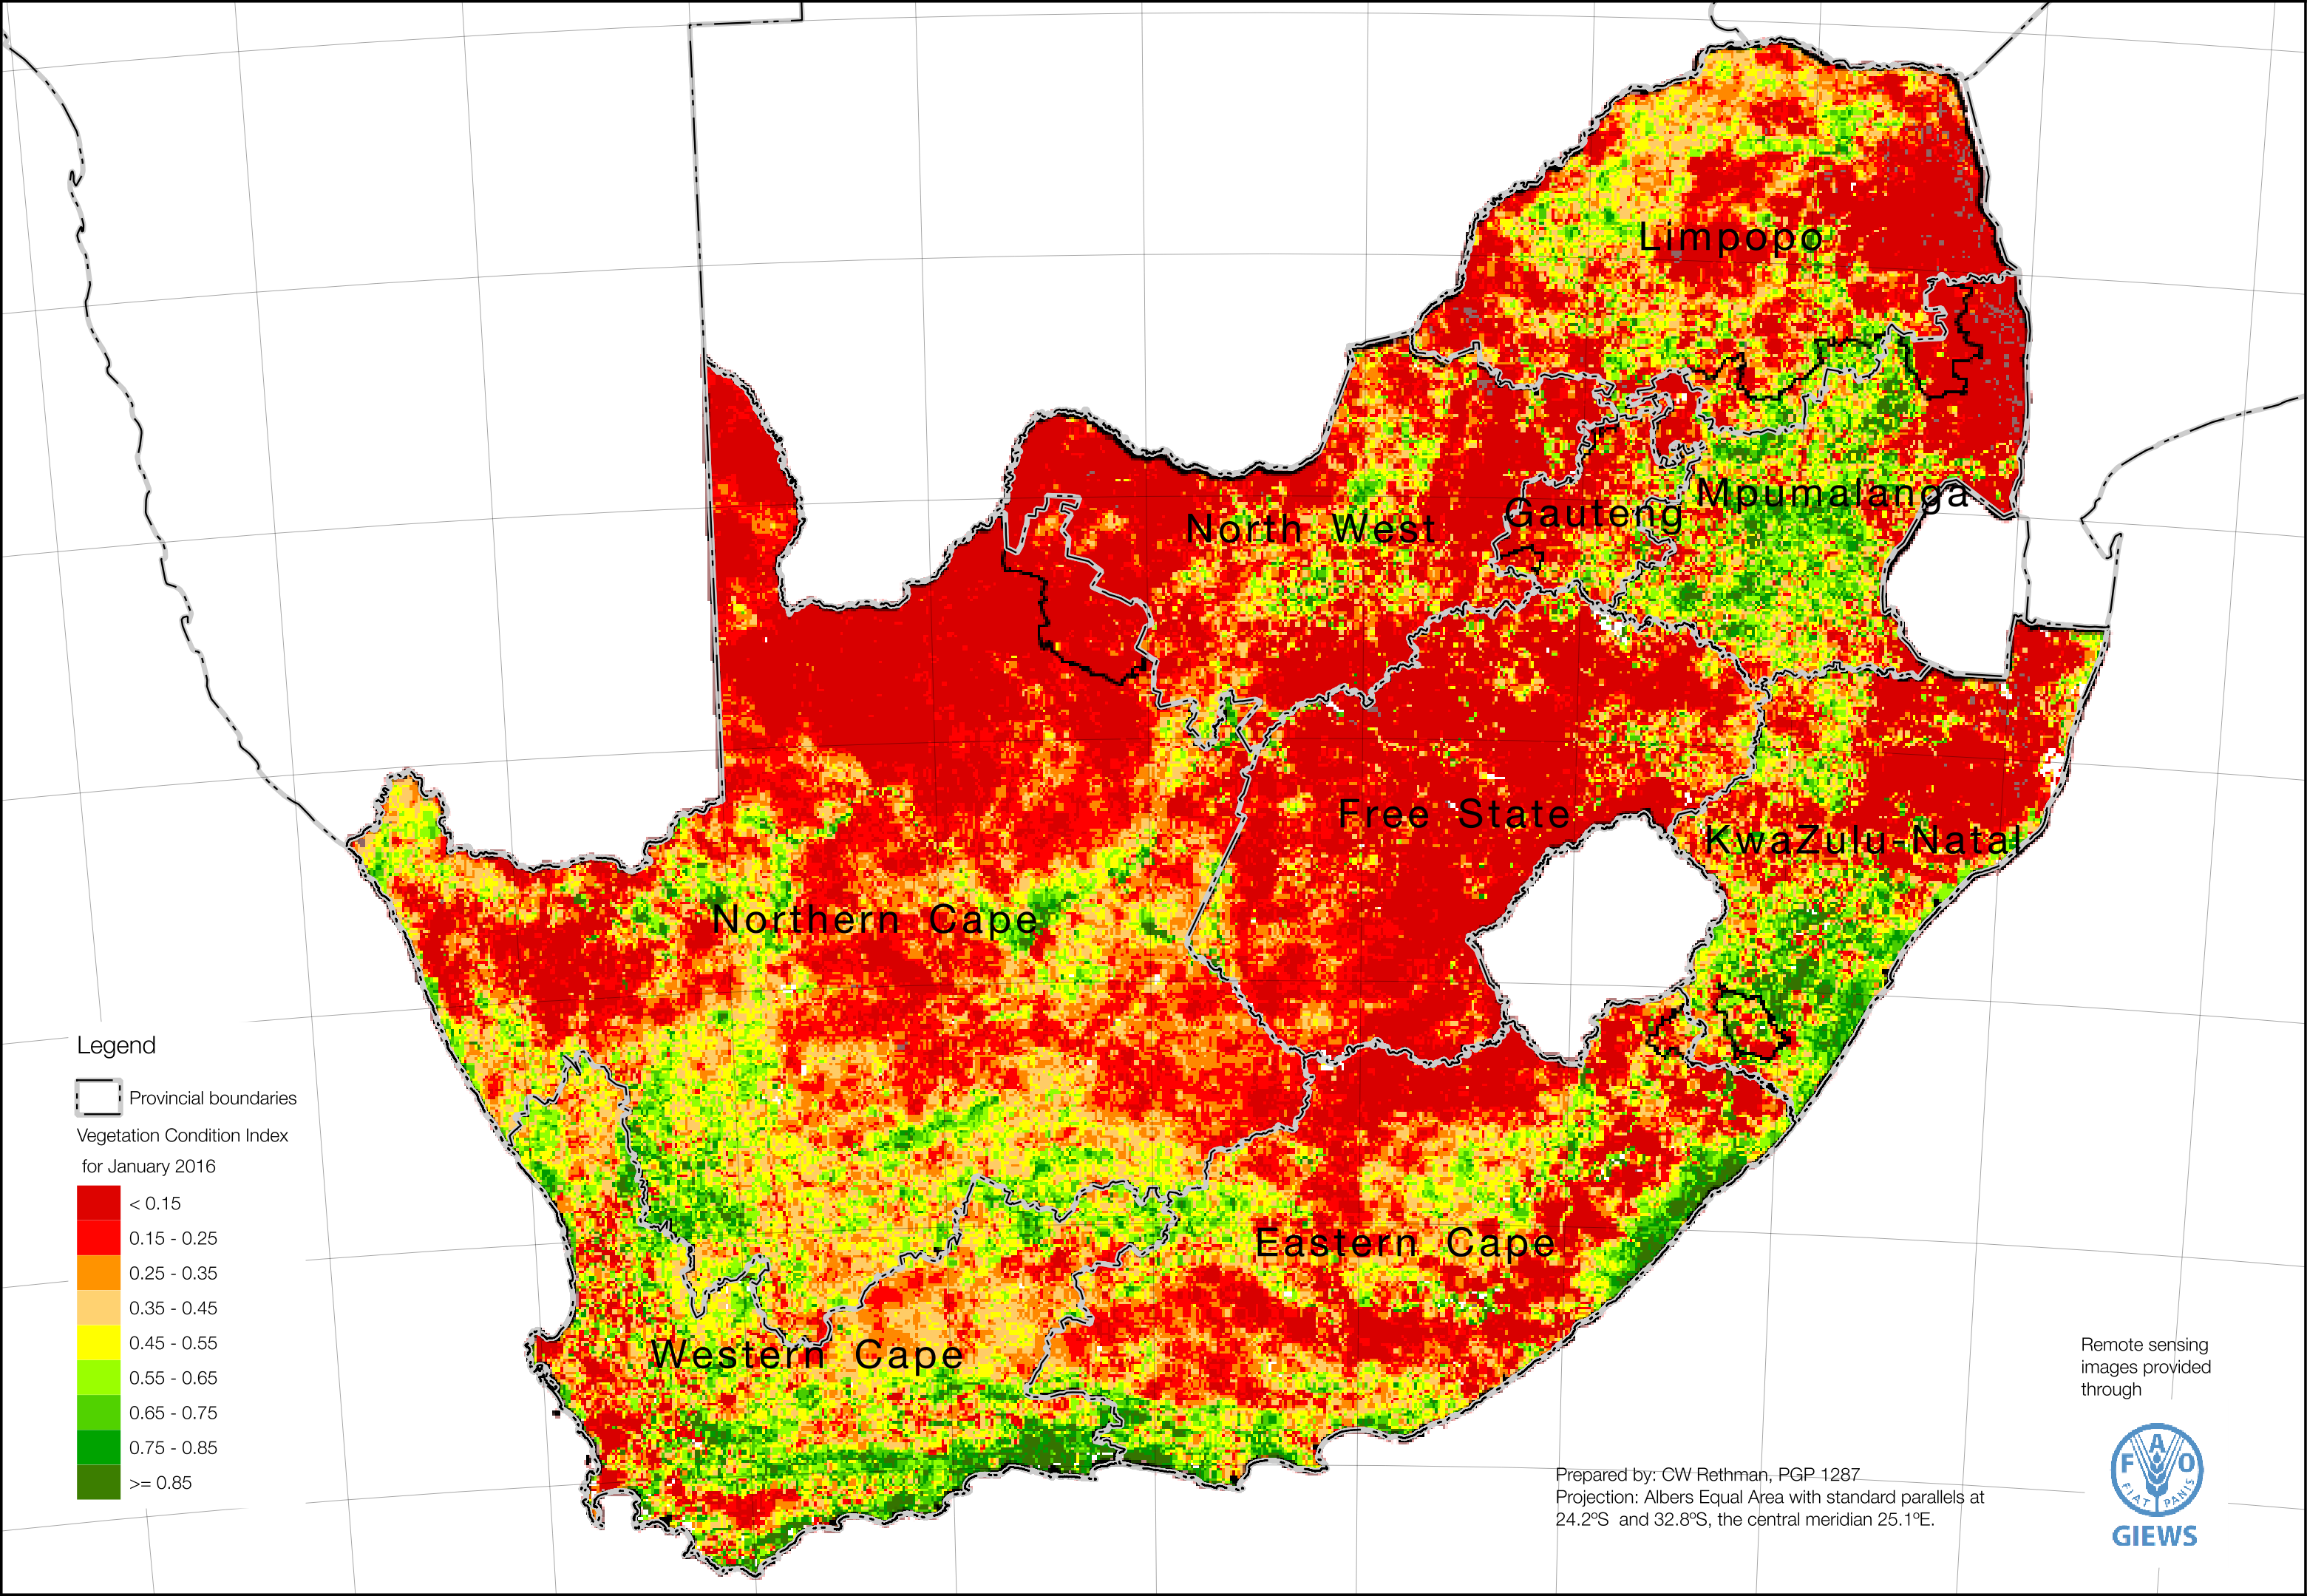 Limpopo
Mpumalanga
Gauteng
North West
Free State
KwaZulu-Natal
Northern Cape
Eastern Cape
Western Cape
Legend
Provincial boundaries
Vegetation Condition Index
for January 2016
< 0.15
0.15 - 0.25
0.25 - 0.35
0.35 - 0.45
0.45 - 0.55
0.55 - 0.65
0.65 - 0.75
0.75 - 0.85
>= 0.85
Remote sensing
images provided
through
FAO
FIAT PANIS
GIEWS
Prepared by: CW Rethman, PGP 1287
Projection: Albers Equal Area with standard parallels at
24.2ºS and 32.8ºS, the central meridian 25.1ºE.